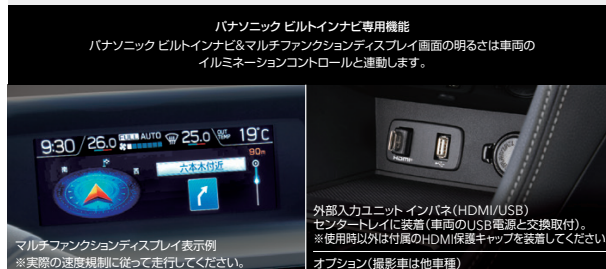 パナソニック ビルトインナビ専用機能
パナソニック ビルトインナビ&マルチファンクションディスプレイ画面の明るさは車両の
イルミネーションコントロールと連動します。
9:30 26.0 FULL AUTO 25.0 OUT TEMP 19°C
90m
南 西
六本木付近
マルチファンクションディスプレイ表示例
※実際の速度規制に従って走行してください。
HDMI
外部入力ユニット インパネ(HDMI/USB)
センタートレイに装着(車両のUSB電源と交換取付)。
※使用時以外は付属のHDMI保護キャップを装着してください
オプション(撮影車は他車種)